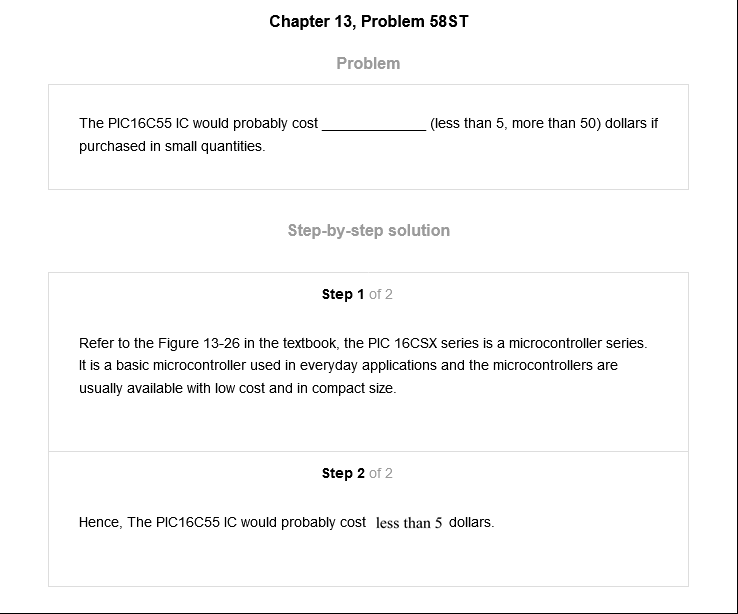 Chapter 13, Problem 58ST
Problem
The PIC16C55 IC would probably cost ______________ (less than 5, more than 50) dollars if
purchased in small quantities.
Step-by-step solution
Step 1 of 2
Refer to the Figure 13-26 in the textbook, the PIC 16CSX series is a microcontroller series.
It is a basic microcontroller used in everyday applications and the microcontrollers are
usually available with low cost and in compact size.
Step 2 of 2
Hence, The PIC16C55 IC would probably cost less than 5 dollars.